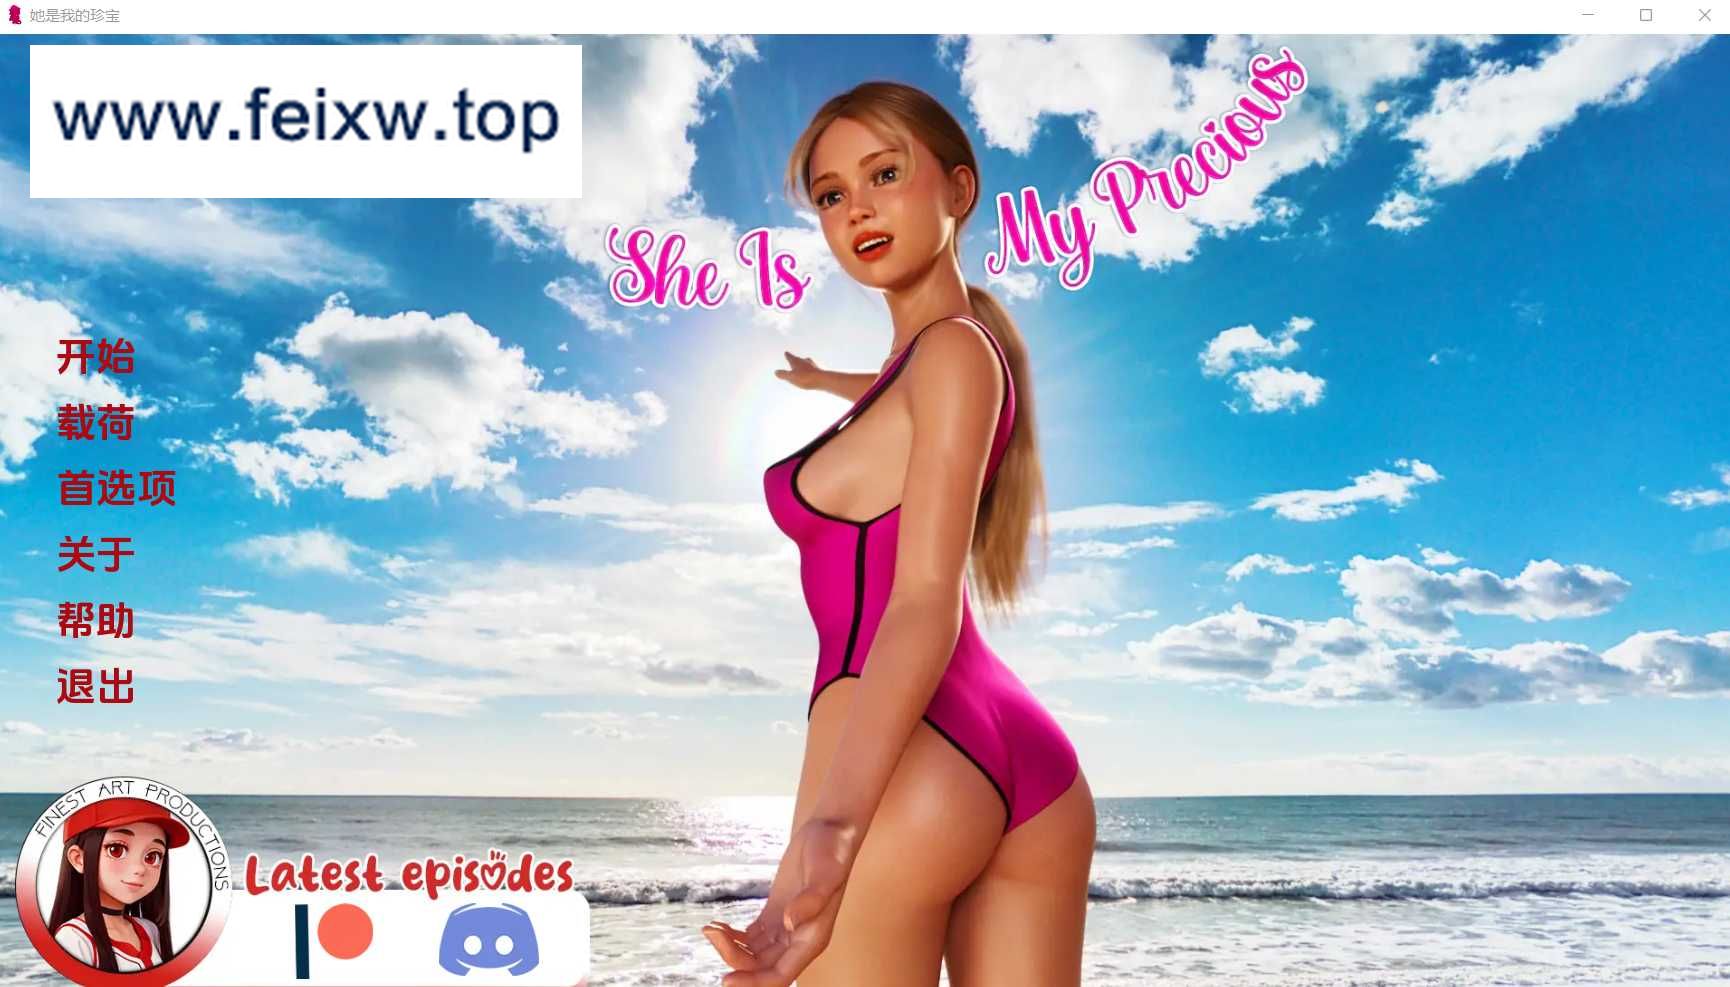 她是我的珍宝
www.feixw.top
She Is My Precious
开始
载荷
首选项
关于
帮助
退出
FINEST ART PRODUCTIONS
Latest episodes